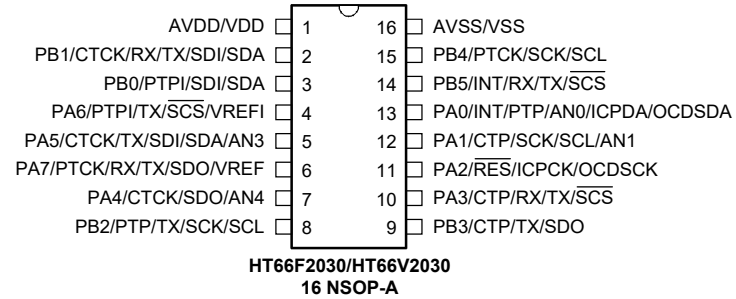 AVDD/VDD 1 16 AVSS/VSS
PB1/CTCK/RX/TX/SDI/SDA 2 15 PB4/PTCK/SCK/SCL
PB0/PTPI/SDI/SDA 3 14 PB5/INT/RX/TX/S̅C̅S̅
PA6/PTPI/TX/S̅C̅S̅/VREFI 4 13 PA0/INT/PTP/AN0/ICPDA/OCDSDA
PA5/CTCK/TX/SDI/SDA/AN3 5 12 PA1/CTP/SCK/SCL/AN1
PA7/PTCK/RX/TX/SDO/VREF 6 11 PA2/R̅E̅S̅/ICPCK/OCDSCK
PA4/CTCK/SDO/AN4 7 10 PA3/CTP/RX/TX/S̅C̅S̅
PB2/PTP/TX/SCK/SCL 8 9 PB3/CTP/TX/SDO
HT66F2030/HT66V2030
16 NSOP-A